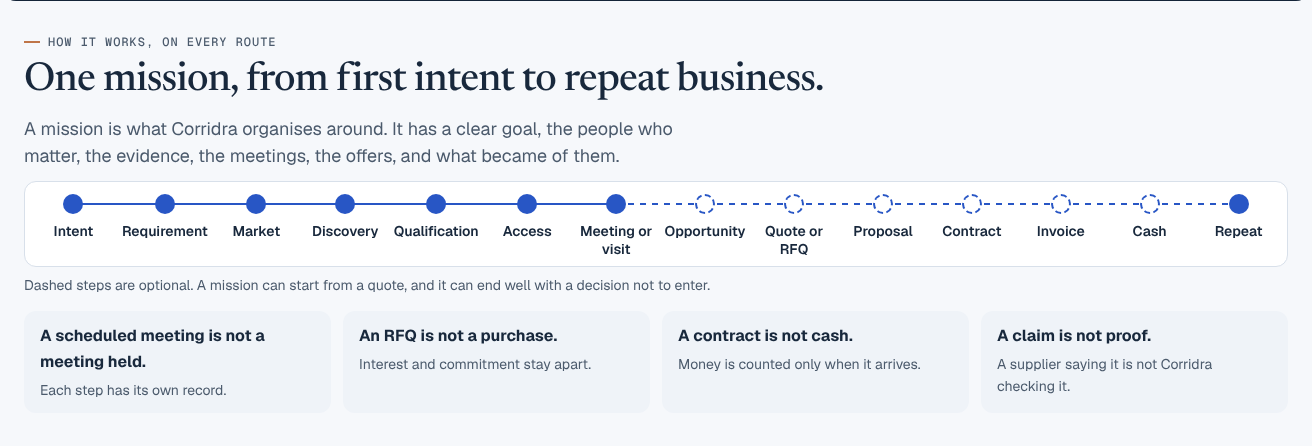 HOW IT WORKS, ON EVERY ROUTE
One mission, from first intent to repeat business.
A mission is what Corridra organises around. It has a clear goal, the people who
matter, the evidence, the meetings, the offers, and what became of them.
Intent
Requirement
Market
Discovery
Qualification
Access
Meeting or
visit
Opportunity
Quote or
RFQ
Proposal
Contract
Invoice
Cash
Repeat
Dashed steps are optional. A mission can start from a quote, and it can end well with a decision not to enter.
A scheduled meeting is not a
meeting held.
Each step has its own record.
An RFQ is not a purchase.
Interest and commitment stay apart.
A contract is not cash.
Money is counted only when it arrives.
A claim is not proof.
A supplier saying it is not Corridra
checking it.